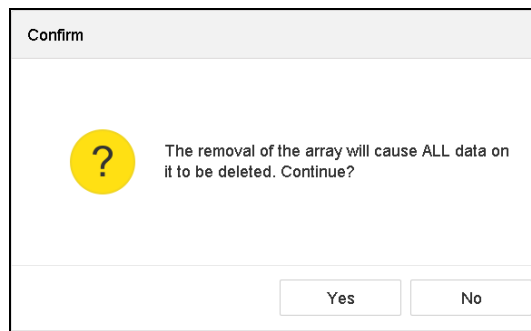 Confirm
?
The removal of the array will cause ALL data on
it to be deleted. Continue?
Yes
No